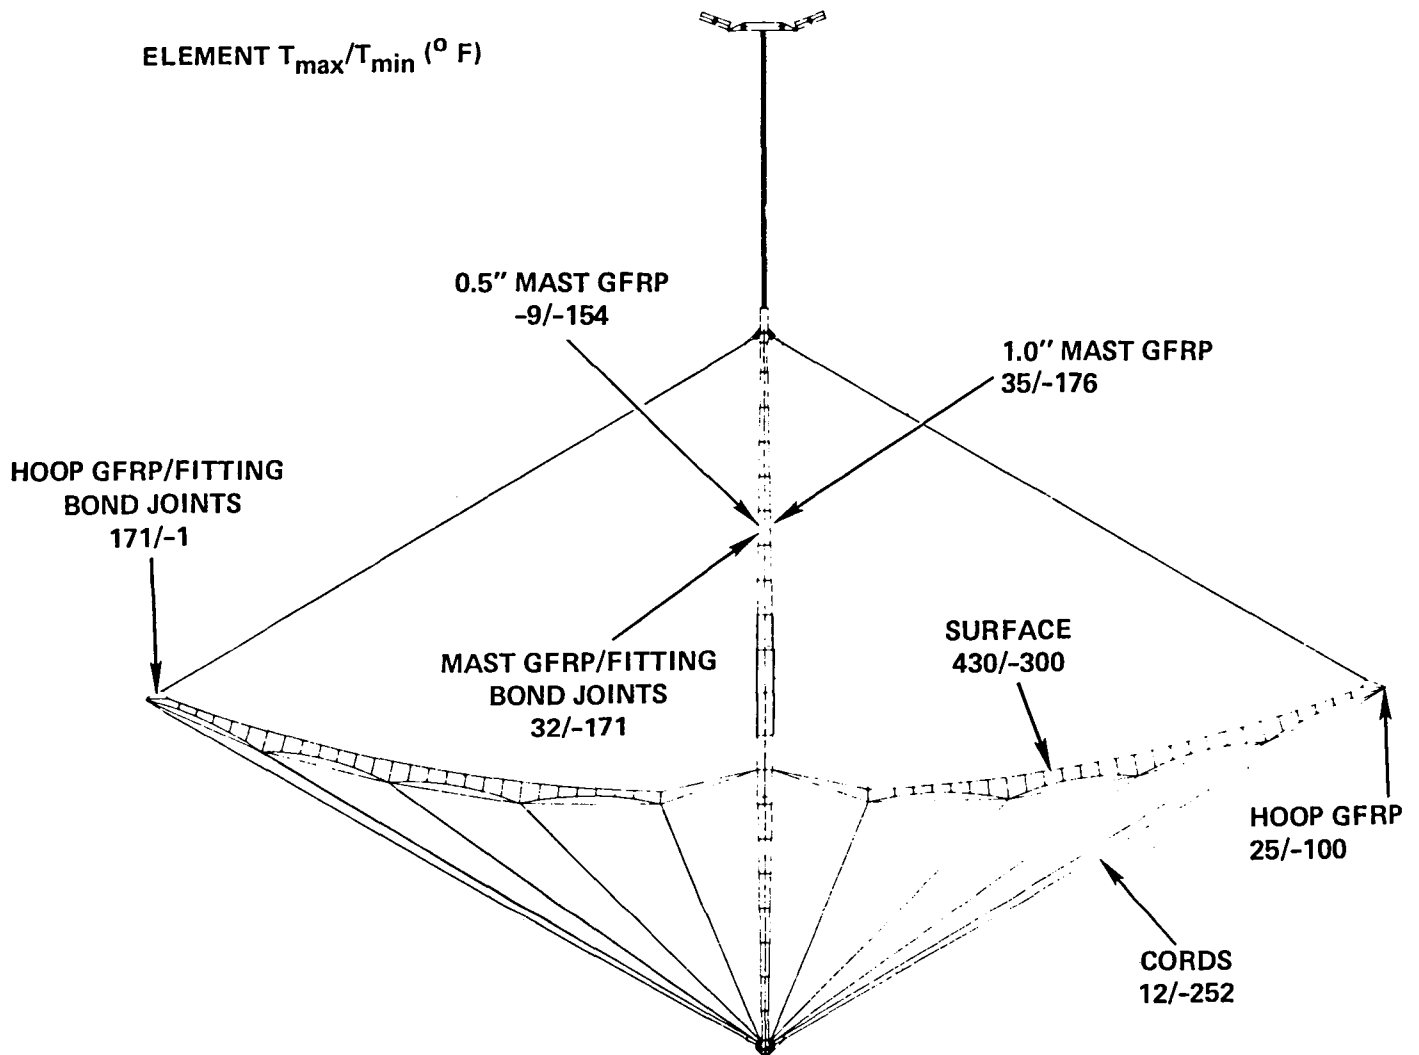 ELEMENT Tmax/Tmin (° F)
0.5" MAST GFRP
-9/-154
1.0" MAST GFRP
35/-176
HOOP GFRP/FITTING
BOND JOINTS
171/-1
MAST GFRP/FITTING
BOND JOINTS
32/-171
SURFACE
430/-300
HOOP GFRP
25/-100
CORDS
12/-252